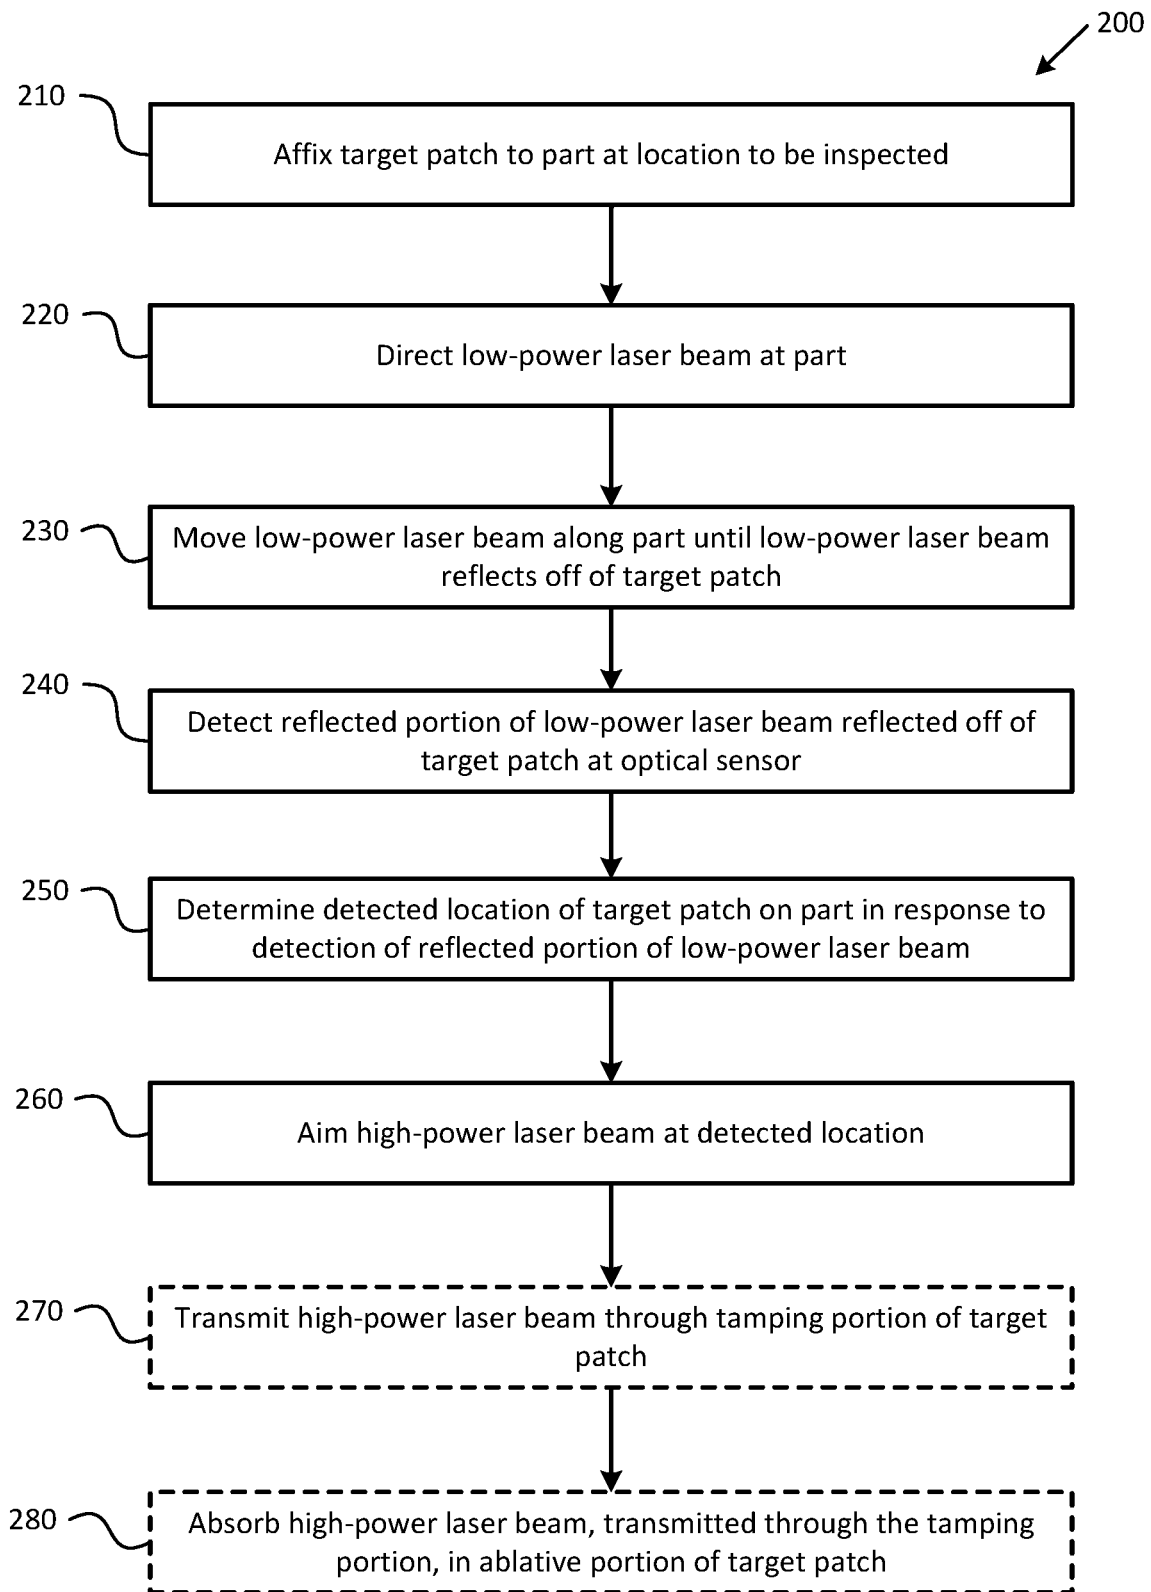 200
210
Affix target patch to part at location to be inspected
220
Direct low-power laser beam at part
230
Move low-power laser beam along part until low-power laser beam
reflects off of target patch
240
Detect reflected portion of low-power laser beam reflected off of
target patch at optical sensor
250
Determine detected location of target patch on part in response to
detection of reflected portion of low-power laser beam
260
Aim high-power laser beam at detected location
270
Transmit high-power laser beam through tamping portion of target
patch
280
Absorb high-power laser beam, transmitted through the tamping
portion, in ablative portion of target patch